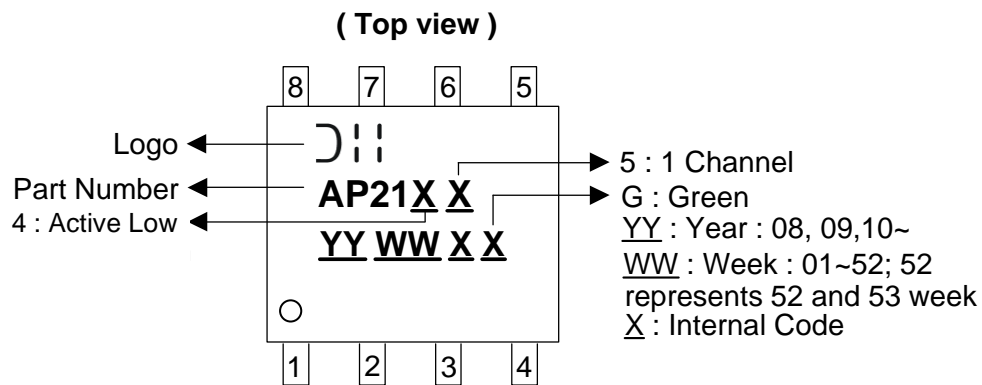 ( Top view )
8 7 6 5
Logo
Part Number
4 : Active Low
AP21X X
YY WW X X
5 : 1 Channel
G : Green
YY : Year : 08, 09,10~
WW : Week : 01~52; 52
represents 52 and 53 week
X : Internal Code
1 2 3 4